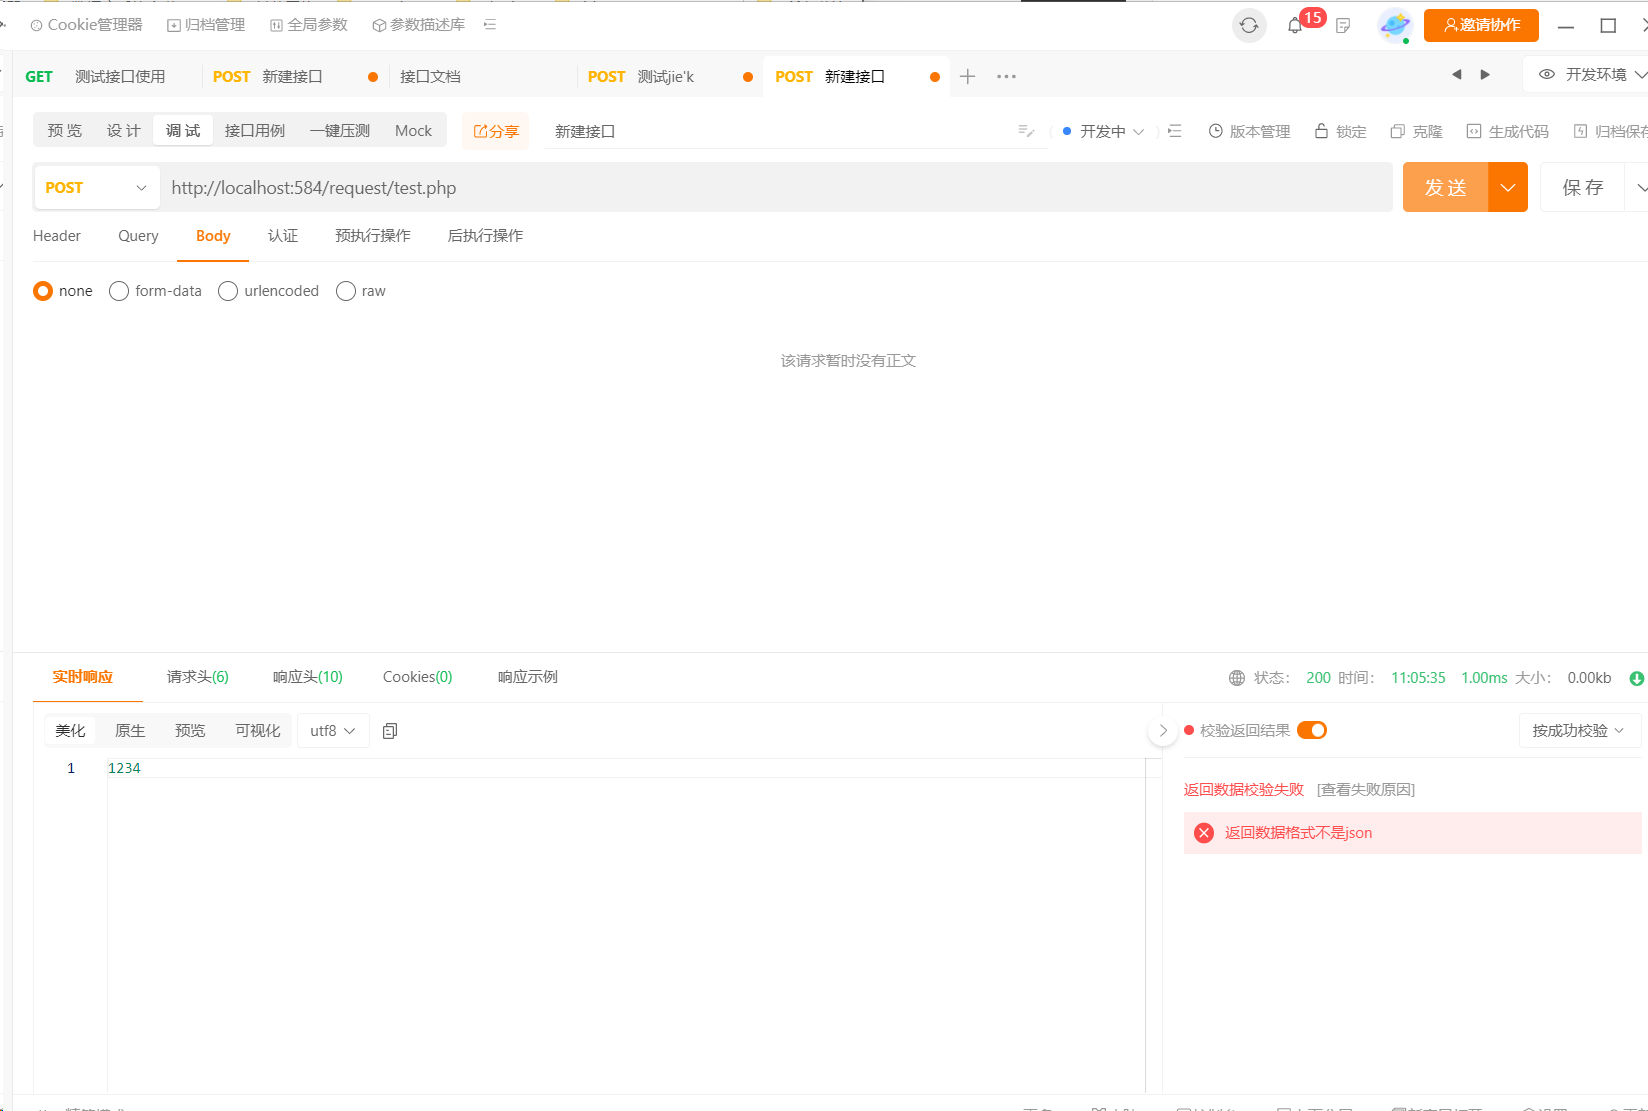 Cookie管理器 归档管理 全局参数 参数描述库 15 邀请协作
GET 测试接口使用 POST 新建接口 接口文档 POST 测试jie'k POST 新建接口 开发环境
预览 设计 调试 接口用例 一键压测 Mock 分享 新建接口 开发中 版本管理 锁定 克隆 生成代码 归档保存
POST http://localhost:584/request/test.php 发送 保存
Header Query Body 认证 预执行操作 后执行操作
none form-data urlencoded raw
该请求暂时没有正文
实时响应 请求头(6) 响应头(10) Cookies(0) 响应示例 状态: 200 时间: 11:05:35 1.00ms 大小: 0.00kb
美化 原生 预览 可视化 utf8 校验返回结果 按成功校验
1 1234
返回数据校验失败 [查看失败原因]
返回数据格式不是json